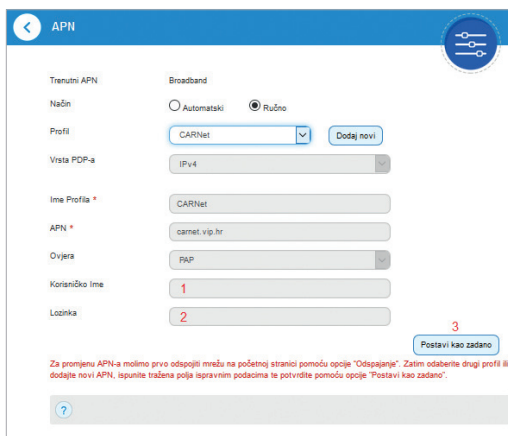 APN
Trenutni APN Broadband
Način Automatski Ručno
Profil CARNet Dodaj novi
Vrsta PDP-a IPv4
Ime Profila * CARNet
APN * carnet.vip.hr
Ovjera PAP
Korisničko Ime 1
Lozinka 2
3
Postavi kao zadano
Za promjenu APN-a molimo prvo odspojiti mrežu na početnoj stranici pomoću opcije "Odspajanje". Zatim odaberite drugi profil ili
dodajte novi APN, ispunite tražena polja ispravnim podacima te potvrdite pomoću opcije "Postavi kao zadano".
?